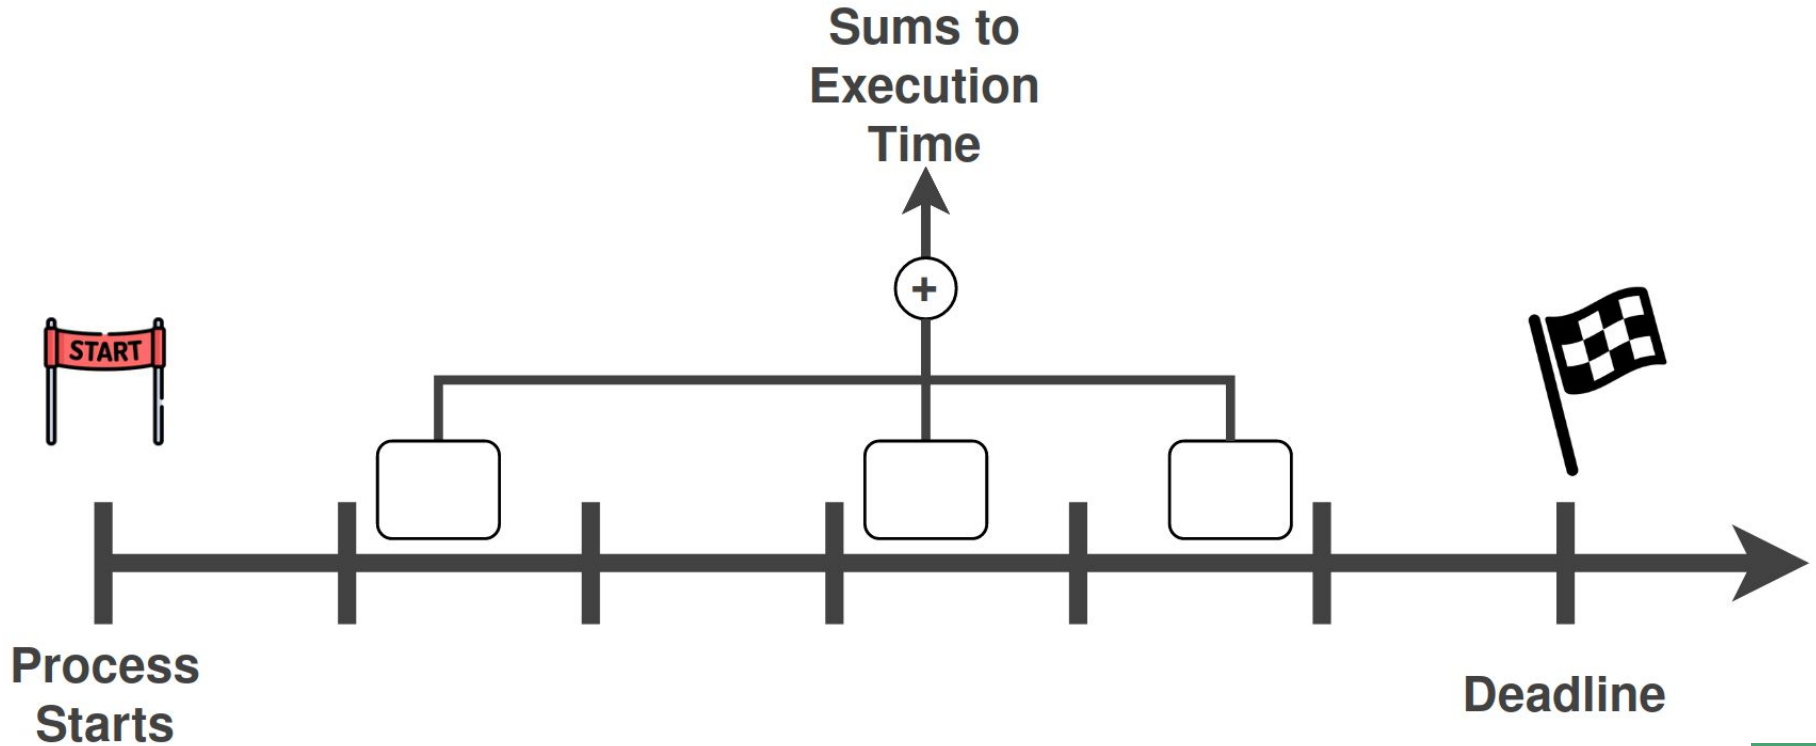 Sums to
Execution
Time
+
START
Process
Starts
Deadline